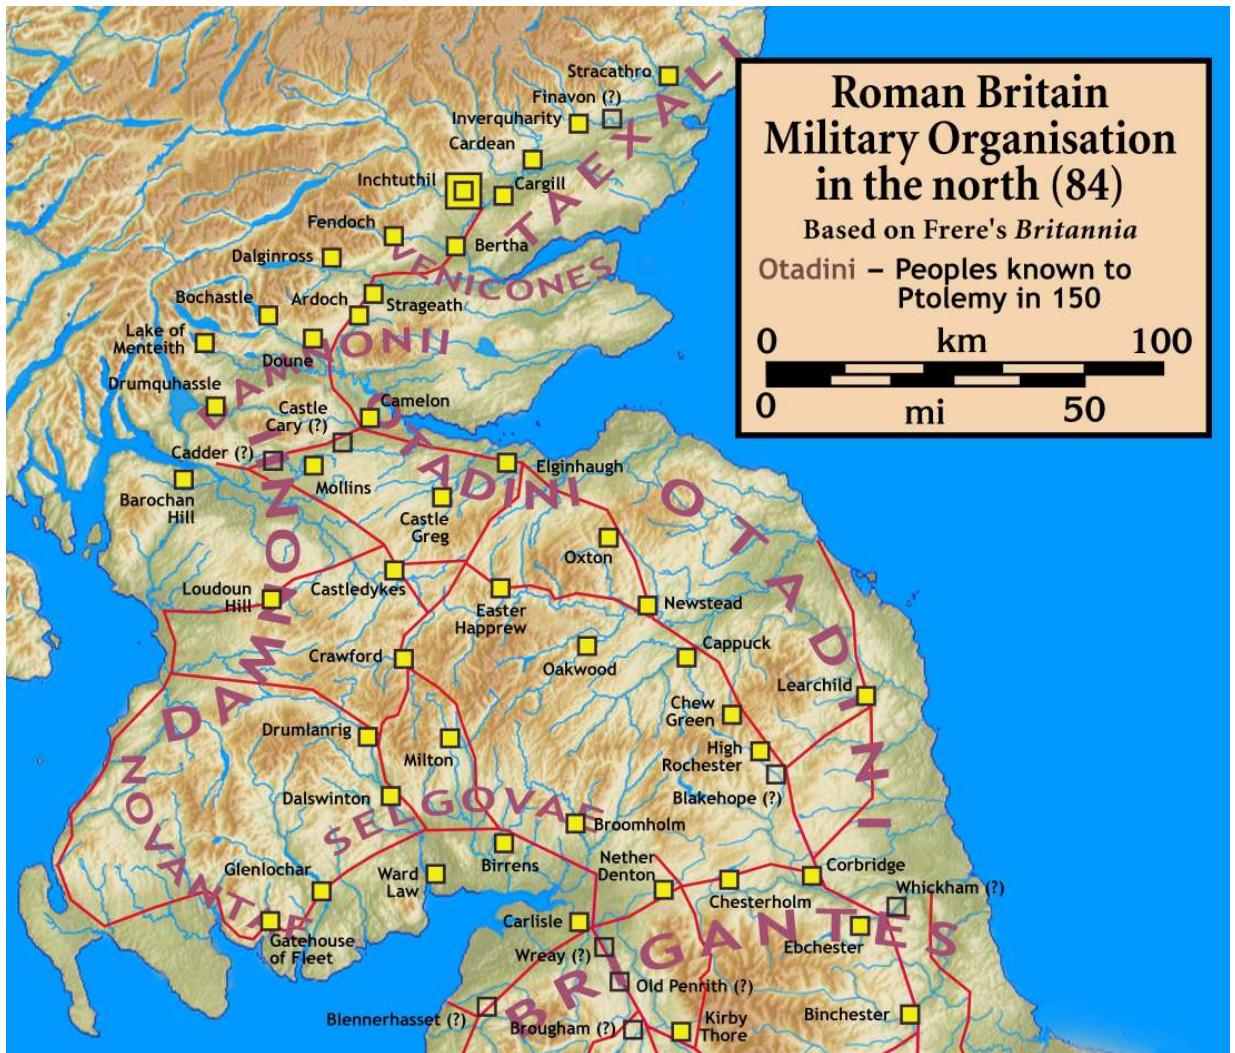 Roman Britain
Military Organisation
in the north (84)
Based on Frere's Britannia
Otadini – Peoples known to
Ptolemy in 150
0 km 100
0 mi 50
Stracathro
Finavon (?)
Inverquharity
Cardean
Inchtuthil
Cargill
TAEXALI
Fendoch
Bertha
Dalginross
VENICONES
Bochastle
Ardoch
Strageath
Lake of
Menteith
Doune
DAMNONII
Drumquhassle
Castle
Cary (?)
Camelon
Cadder (?)
Mollins
OTADINI
Elginhaugh
OTADINI
Barochan
Hill
Castle
Greg
Oxton
Loudoun
Hill
Castledykes
Easter
Happrew
Newstead
DAMNONII
Crawford
Oakwood
Cappuck
Learchild
Chew
Green
Drumlanrig
Milton
High
Rochester
Blakehope (?)
NOVANTAE
Dalswinton
SELGOVAE
Broomholm
Glenlochar
Ward
Law
Birrens
Nether
Denton
Corbridge
Chesterholm
Whickham (?)
Carlisle
Gatehouse
of Fleet
Wreay (?)
BRIGANTES
Ebchester
Old Penrith (?)
Blennerhasset (?)
Brougham (?)
Kirby
Thore
Binchester